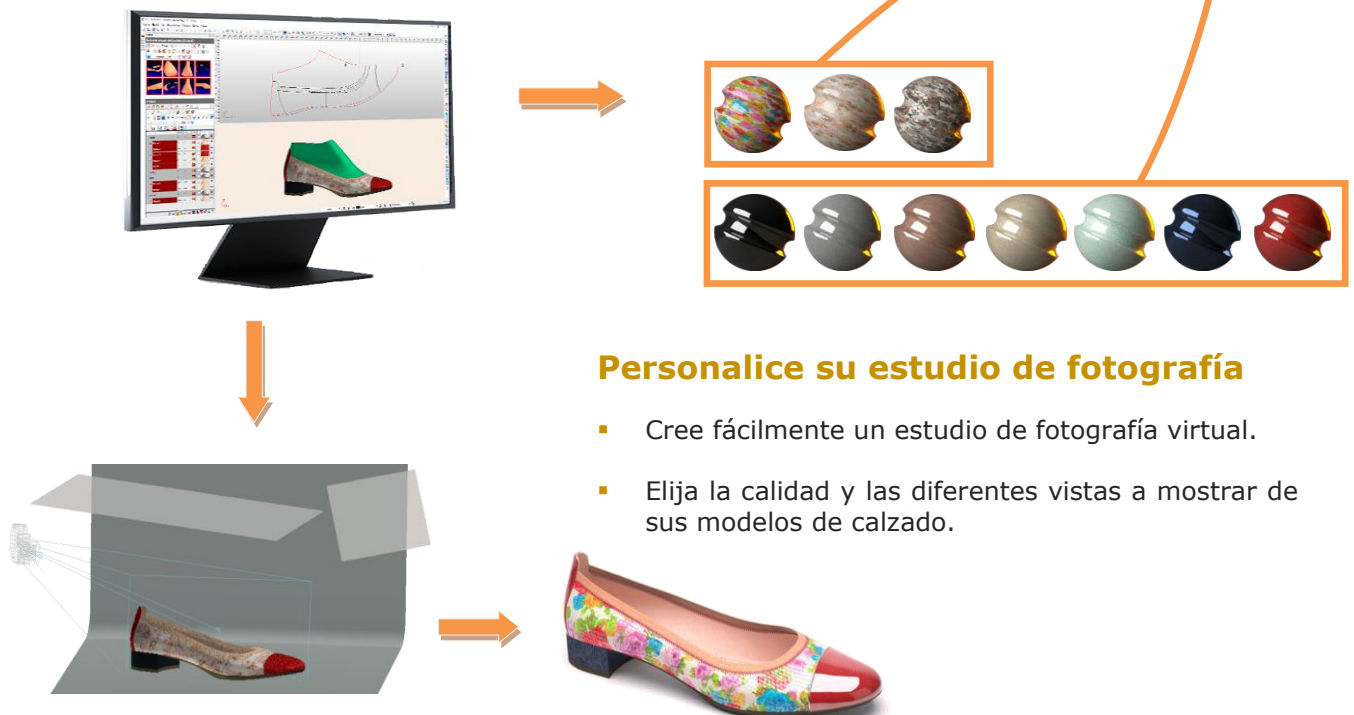 Personalice su estudio de fotografía
▪ Cree fácilmente un estudio de fotografía virtual.
▪ Elija la calidad y las diferentes vistas a mostrar de
sus modelos de calzado.